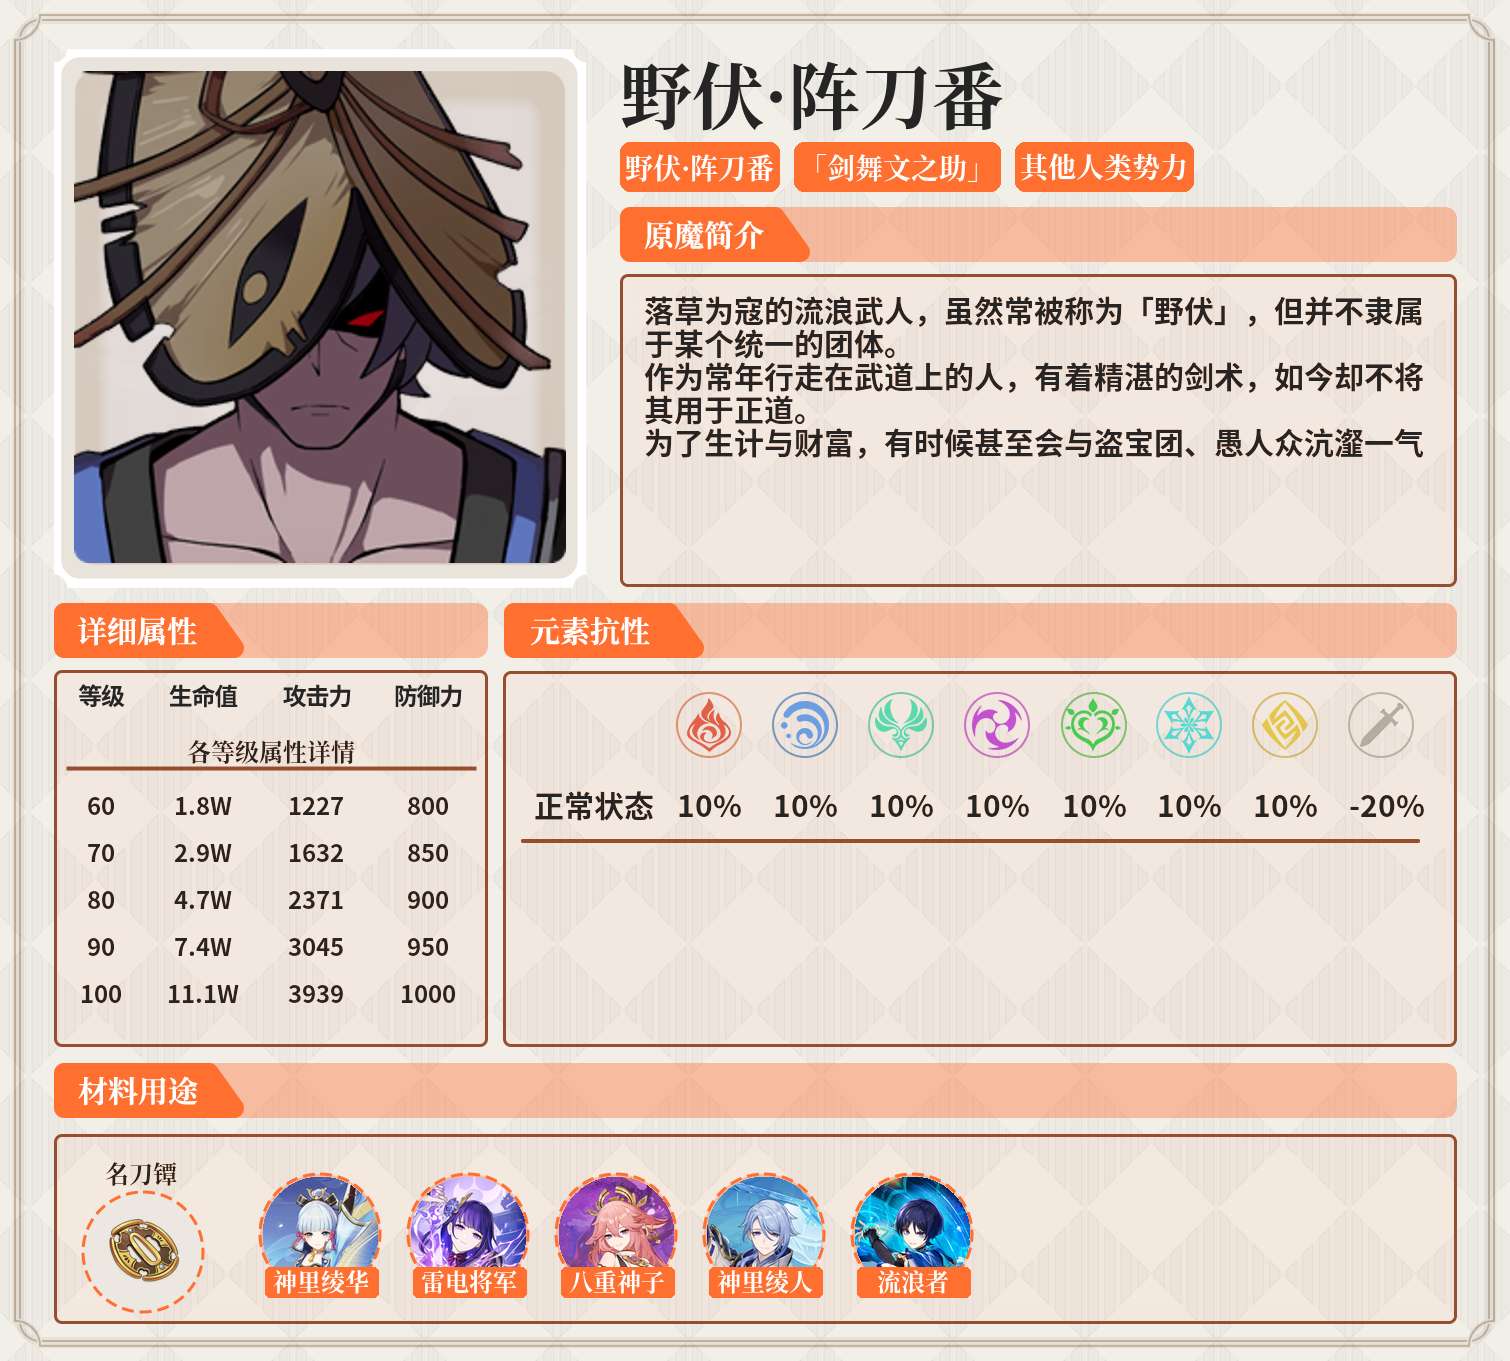 野伏·阵刀番
野伏·阵刀番 「剑舞文之助」 其他人类势力
原魔简介
落草为寇的流浪武人，虽然常被称为「野伏」，但并不隶属
于某个统一的团体。
作为常年行走在武道上的人，有着精湛的剑术，如今却不将
其用于正道。
为了生计与财富，有时候甚至会与盗宝团、愚人众沆瀣一气
详细属性
等级 生命值 攻击力 防御力
各等级属性详情
60 1.8W 1227 800
70 2.9W 1632 850
80 4.7W 2371 900
90 7.4W 3045 950
100 11.1W 3939 1000
元素抗性
正常状态 10% 10% 10% 10% 10% 10% 10% -20%
材料用途
名刀镡
神里绫华 雷电将军 八重神子 神里绫人 流浪者